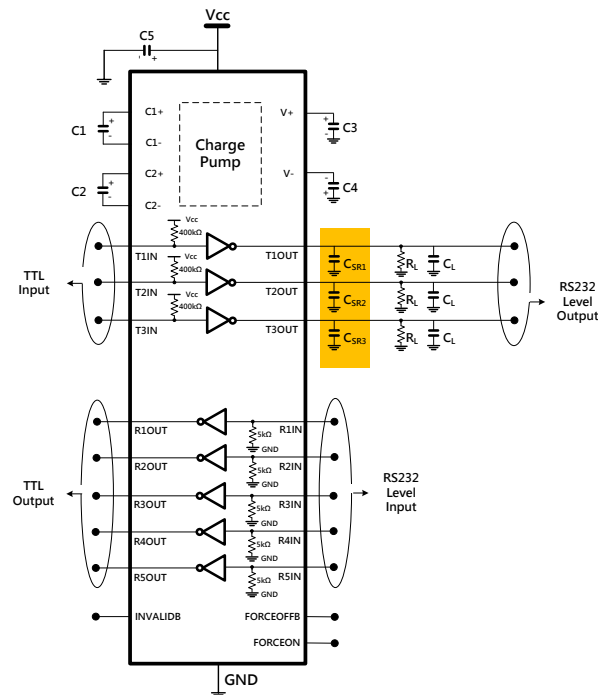 Vcc
C5
+
C1+
C1-
C2+
C2-
C1
+
-
C2
+
-
Charge
Pump
V+
V-
+
-
C3
-
+
C4
Vcc
400kΩ
T1IN
T1OUT
CSR1
RL
CL
Vcc
400kΩ
T2IN
T2OUT
CSR2
RL
CL
Vcc
400kΩ
T3IN
T3OUT
CSR3
RL
CL
TTL
Input
RS232
Level
Output
R1OUT
R1IN
5kΩ
GND
R2OUT
R2IN
5kΩ
GND
R3OUT
R3IN
5kΩ
GND
R4OUT
R4IN
5kΩ
GND
R5OUT
R5IN
5kΩ
GND
TTL
Output
RS232
Level
Input
INVALIDB
FORCEOFFB
FORCEON
GND